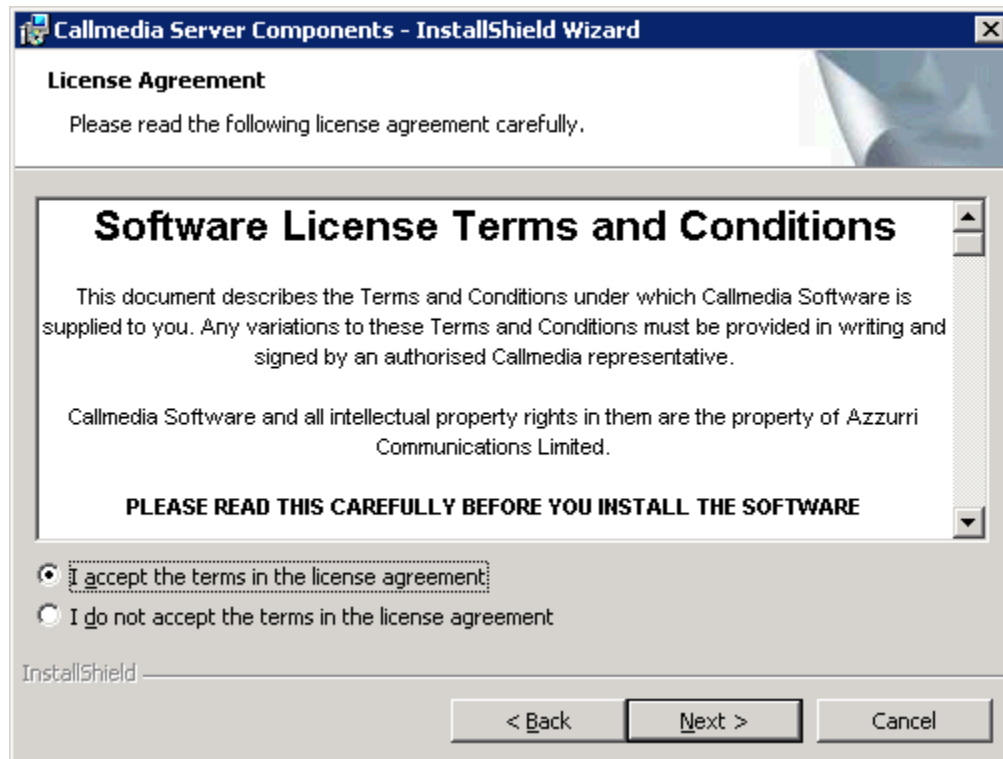 Callmedia Server Components - InstallShield Wizard
License Agreement
Please read the following license agreement carefully.
Software License Terms and Conditions
This document describes the Terms and Conditions under which Callmedia Software is
supplied to you. Any variations to these Terms and Conditions must be provided in writing and
signed by an authorised Callmedia representative.
Callmedia Software and all intellectual property rights in them are the property of Azzurri
Communications Limited.
PLEASE READ THIS CAREFULLY BEFORE YOU INSTALL THE SOFTWARE
I accept the terms in the license agreement
I do not accept the terms in the license agreement
InstallShield
< Back Next > Cancel